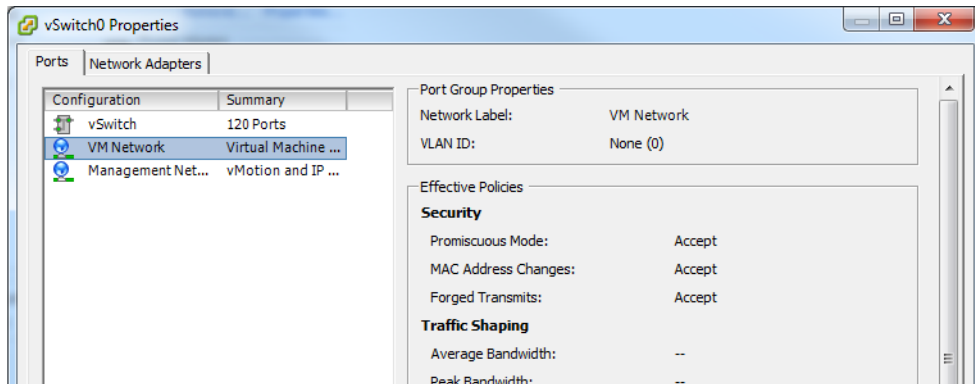 vSwitch0 Properties
Ports Network Adapters
Configuration Summary
vSwitch 120 Ports
VM Network Virtual Machine ...
Management Net... vMotion and IP ...
Port Group Properties
Network Label: VM Network
VLAN ID: None (0)
Effective Policies
Security
Promiscuous Mode: Accept
MAC Address Changes: Accept
Forged Transmits: Accept
Traffic Shaping
Average Bandwidth: --
Peak Bandwidth: --